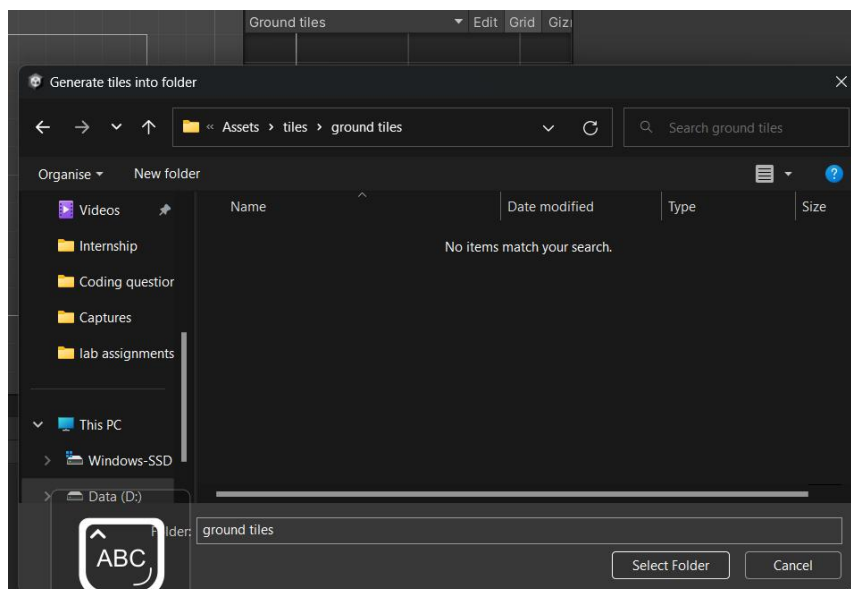 Ground tiles Edit Grid Giz
Generate tiles into folder
« Assets > tiles > ground tiles
Search ground tiles
Organise New folder
Name Date modified Type Size
Videos
No items match your search.
Internship
Coding question
Captures
lab assignments
This PC
Windows-SSD
Data (D:)
lder: ground tiles
ABC
Select Folder Cancel